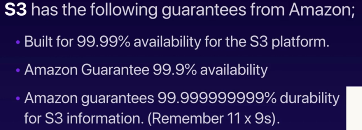 S3 has the following guarantees from Amazon;
• Built for 99.99% availability for the S3 platform.
• Amazon Guarantee 99.9% availability
• Amazon guarantees 99.999999999% durability
for S3 information. (Remember 11 x 9s).